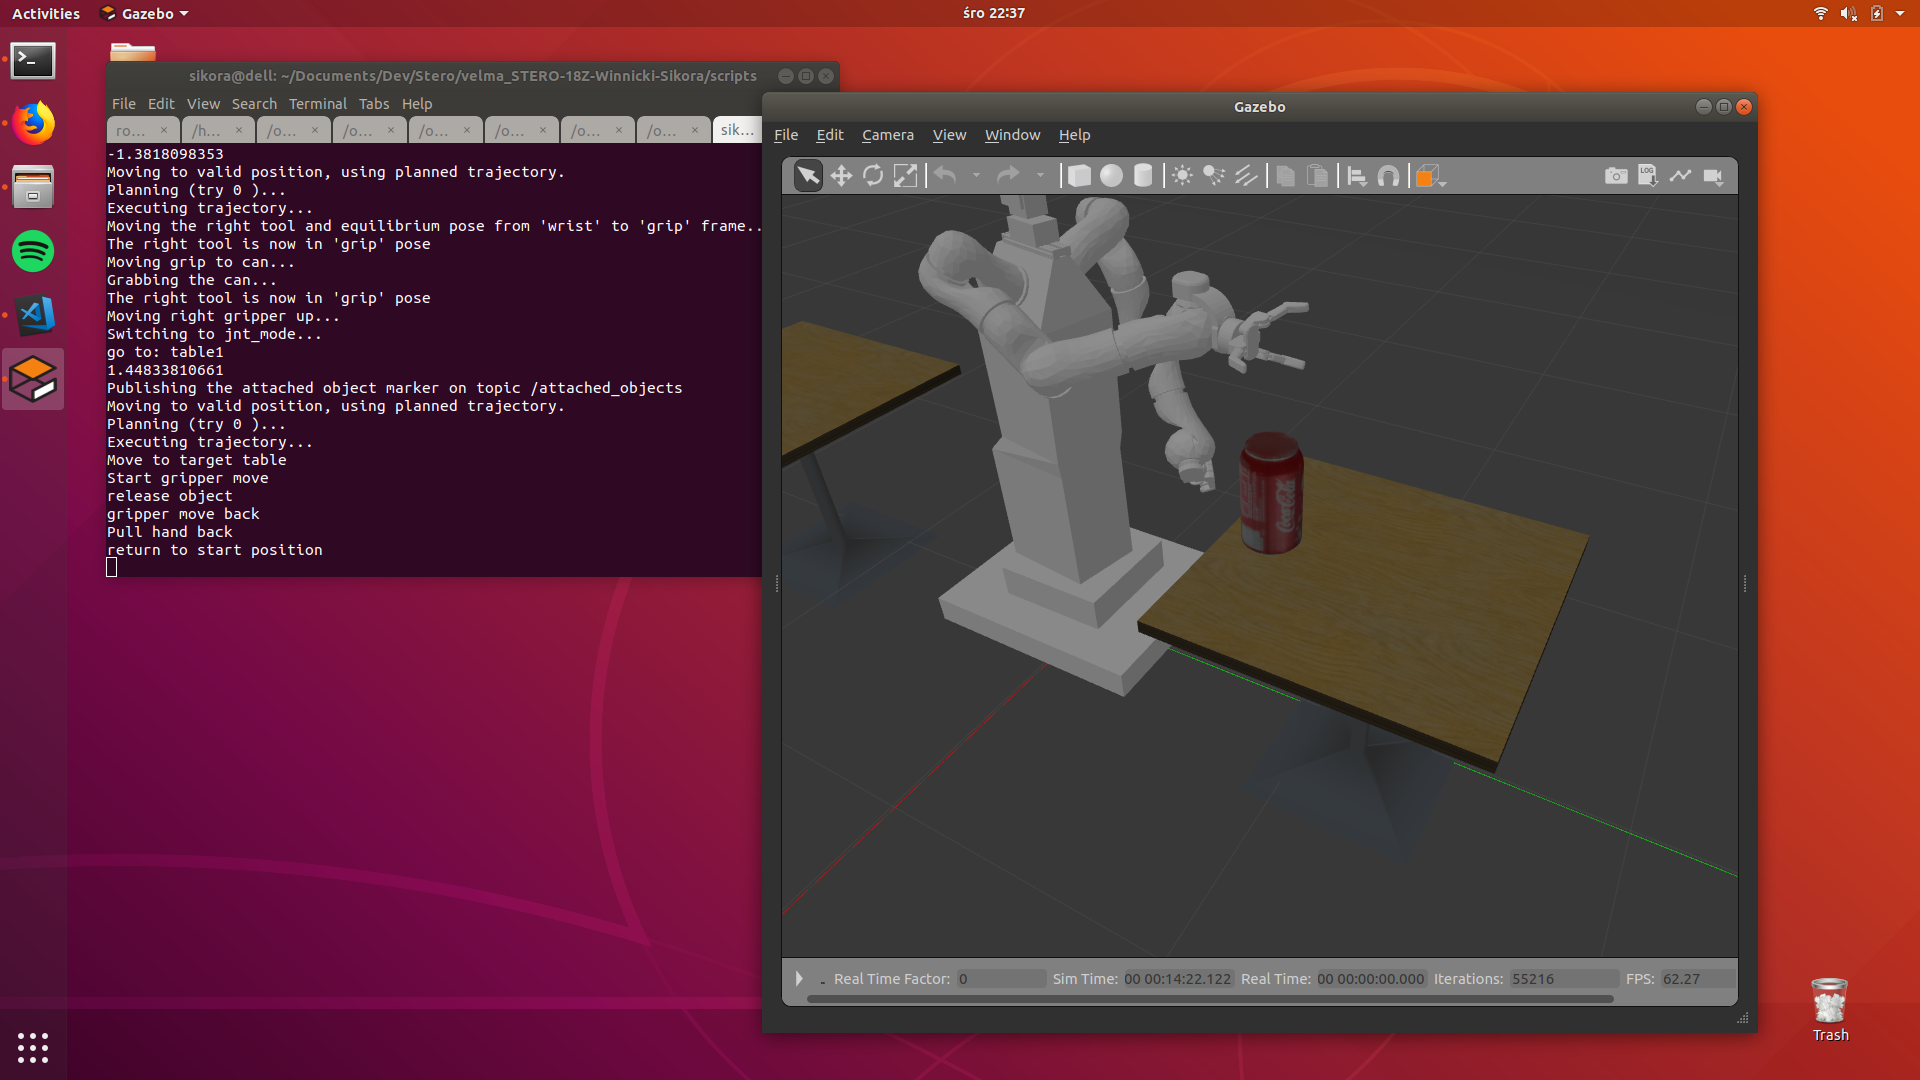 Activities
Gazebo
śro 22:37
sikora@dell: ~/Documents/Dev/Stero/velma_STERO-18Z-Winnicki-Sikora/scripts
File Edit View Search Terminal Tabs Help
ro... × /h... × /o... × /o... × /o... × /o... × /o... × /o... × sik...
-1.3818098353
Moving to valid position, using planned trajectory.
Planning (try 0 )...
Executing trajectory...
Moving the right tool and equilibrium pose from 'wrist' to 'grip' frame..
The right tool is now in 'grip' pose
Moving grip to can...
Grabbing the can...
The right tool is now in 'grip' pose
Moving right gripper up...
Switching to jnt_mode...
go to: table1
1.44833810661
Publishing the attached object marker on topic /attached_objects
Moving to valid position, using planned trajectory.
Planning (try 0 )...
Executing trajectory...
Move to target table
Start gripper move
release object
gripper move back
Pull hand back
return to start position
Gazebo
File Edit Camera View Window Help
LOG
Coca-Cola
Real Time Factor: 0 Sim Time: 00 00:14:22.122 Real Time: 00 00:00:00.000 Iterations: 55216 FPS: 62.27
Trash